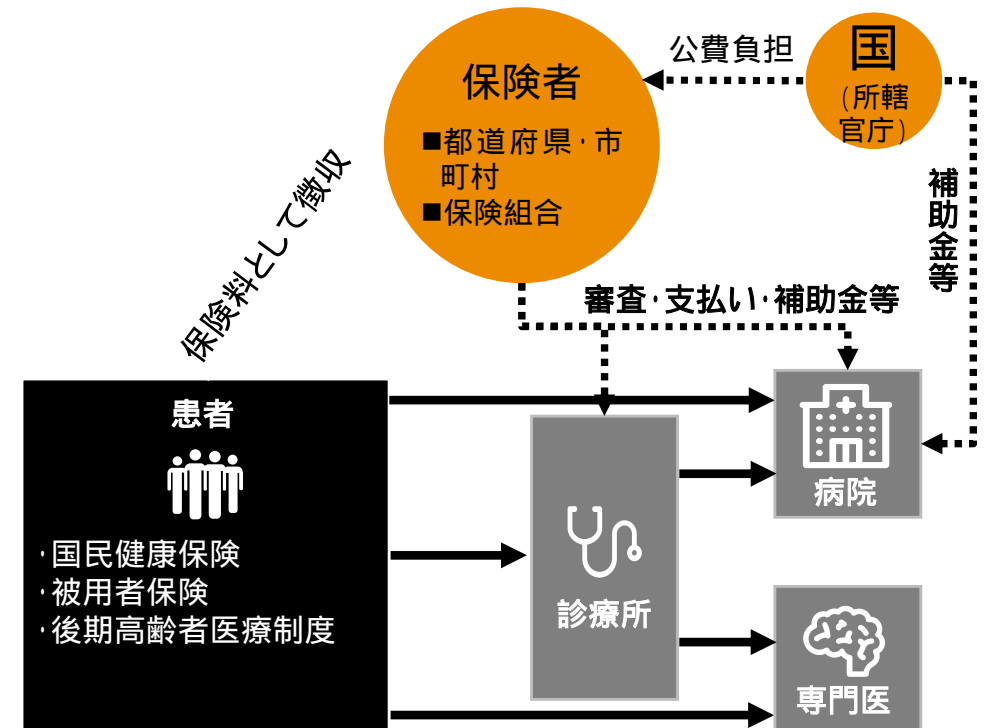 公費負担
国
(所轄
官庁)
保険者
■都道府県・市
町村
■保険組合
補助金等
保険料として徴収
審査・支払い・補助金等
患者
・国民健康保険
・被用者保険
・後期高齢者医療制度
診療所
病院
専門医